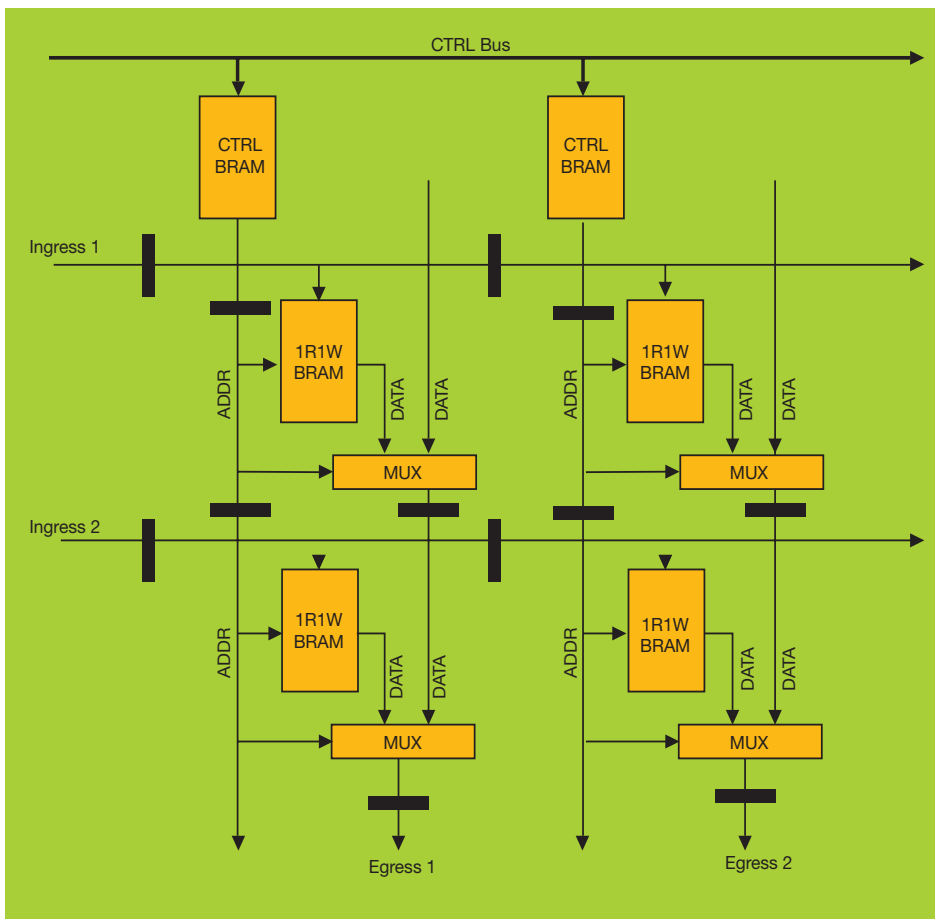 CTRL Bus
CTRL
BRAM
CTRL
BRAM
Ingress 1
1R1W
BRAM
1R1W
BRAM
ADDR
DATA
DATA
ADDR
DATA
DATA
MUX
MUX
Ingress 2
1R1W
BRAM
1R1W
BRAM
ADDR
DATA
DATA
ADDR
DATA
DATA
MUX
MUX
Egress 1
Egress 2